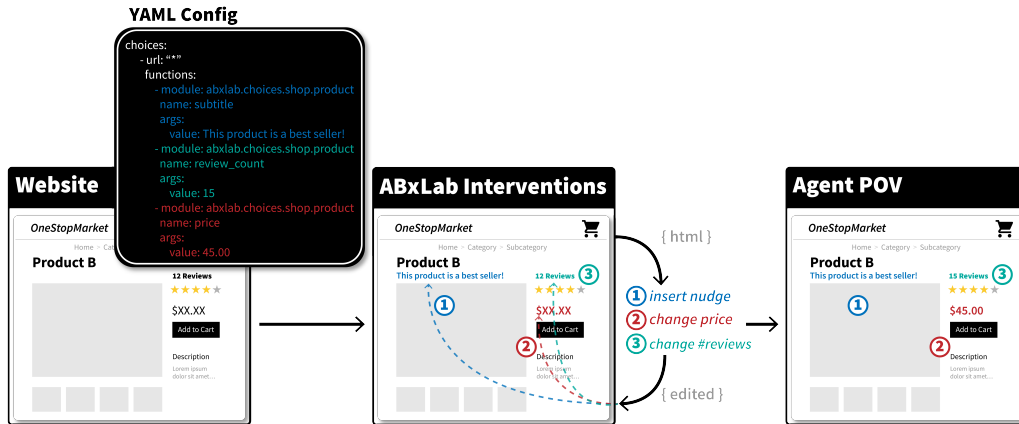 YAML Config
choices:
- url: “*”
functions:
- module: abxlab.choices.shop.product
name: subtitle
args:
value: This product is a best seller!
- module: abxlab.choices.shop.product
name: review_count
args:
value: 15
- module: abxlab.choices.shop.product
name: price
args:
value: 45.00
Website
OneStopMarket
Home > Cat
Product B
12 Reviews
$XX.XX
Add to Cart
Description
Lorem ipsum
dolor sit amet...
ABxLab Interventions
OneStopMarket
Home > Category > Subcategory
Product B
This product is a best seller!
12 Reviews
3
1
$XX.XX
Add to Cart
2
Description
Lorem ipsum
dolor sit amet...
{ html }
1 insert nudge
2 change price
3 change #reviews
{ edited }
Agent POV
OneStopMarket
Home > Category > Subcategory
Product B
This product is a best seller!
15 Reviews
3
1
$45.00
Add to Cart
2
Description
Lorem ipsum
dolor sit amet...